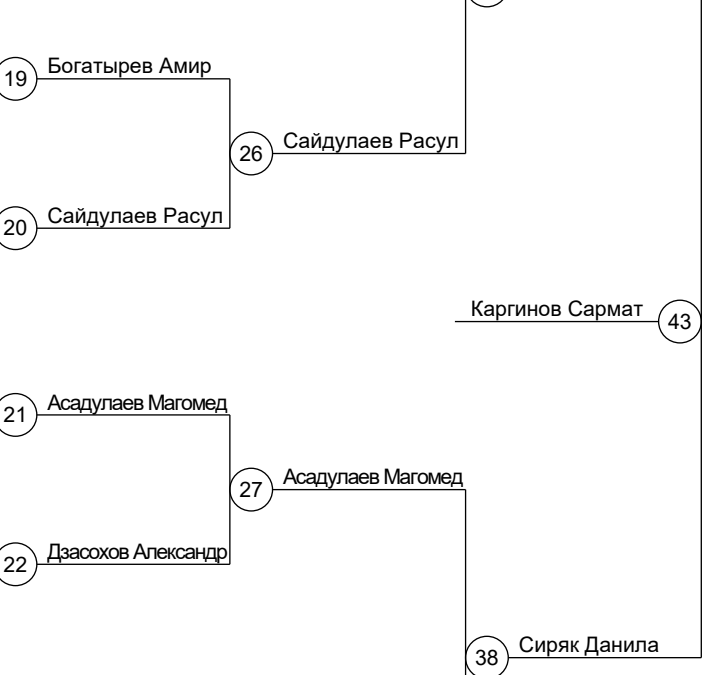 19 Богатырев Амир
26 Сайдулаев Расул
20 Сайдулаев Расул
Каргинов Сармат 43
21 Асадулаев Магомед
27 Асадулаев Магомед
22 Дзасохов Александр
38 Сиряк Данила